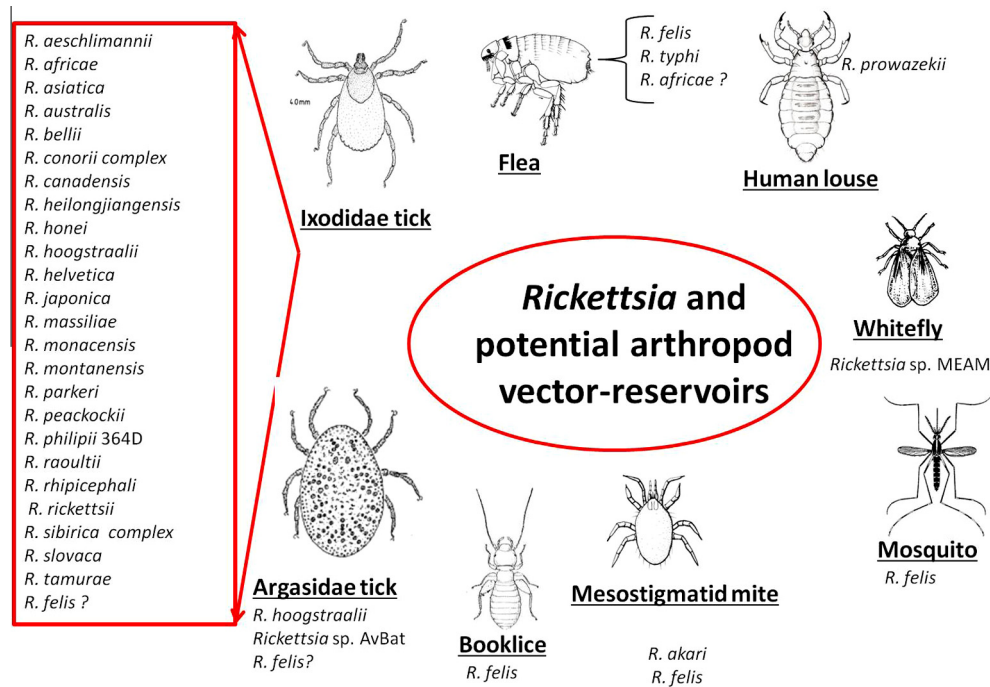 R. aeschlimannii
R. africae
R. asiatica
R. australis
R. bellii
R. conorii complex
R. canadensis
R. heilongjiangensis
R. honei
R. hoogstraalii
R. helvetica
R. japonica
R. massiliae
R. monacensis
R. montanensis
R. parkeri
R. peackockii
R. philipii 364D
R. raoultii
R. rhipicephali
R. rickettsii
R. sibirica complex
R. slovaca
R. tamurae
R. felis ?
40mm
Ixodidae tick
Flea
R. felis
R. typhi
R. africae ?
Human louse
R. prowazekii
Rickettsia and
potential arthropod
vector-reservoirs
Whitefly
Rickettsia sp. MEAM
Mosquito
R. felis
Argasidae tick
R. hoogstraalii
Rickettsia sp. AvBat
R. felis?
Booklice
R. felis
Mesostigmatid mite
R. akari
R. felis